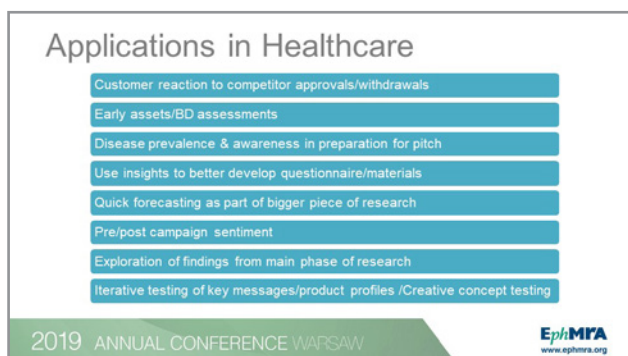 Applications in Healthcare
Customer reaction to competitor approvals/withdrawals
Early assets/BD assessments
Disease prevalence & awareness in preparation for pitch
Use insights to better develop questionnaire/materials
Quick forecasting as part of bigger piece of research
Pre/post campaign sentiment
Exploration of findings from main phase of research
Iterative testing of key messages/product profiles /Creative concept testing
2019 ANNUAL CONFERENCE WARSAW
EphMRA
www.ephmra.org